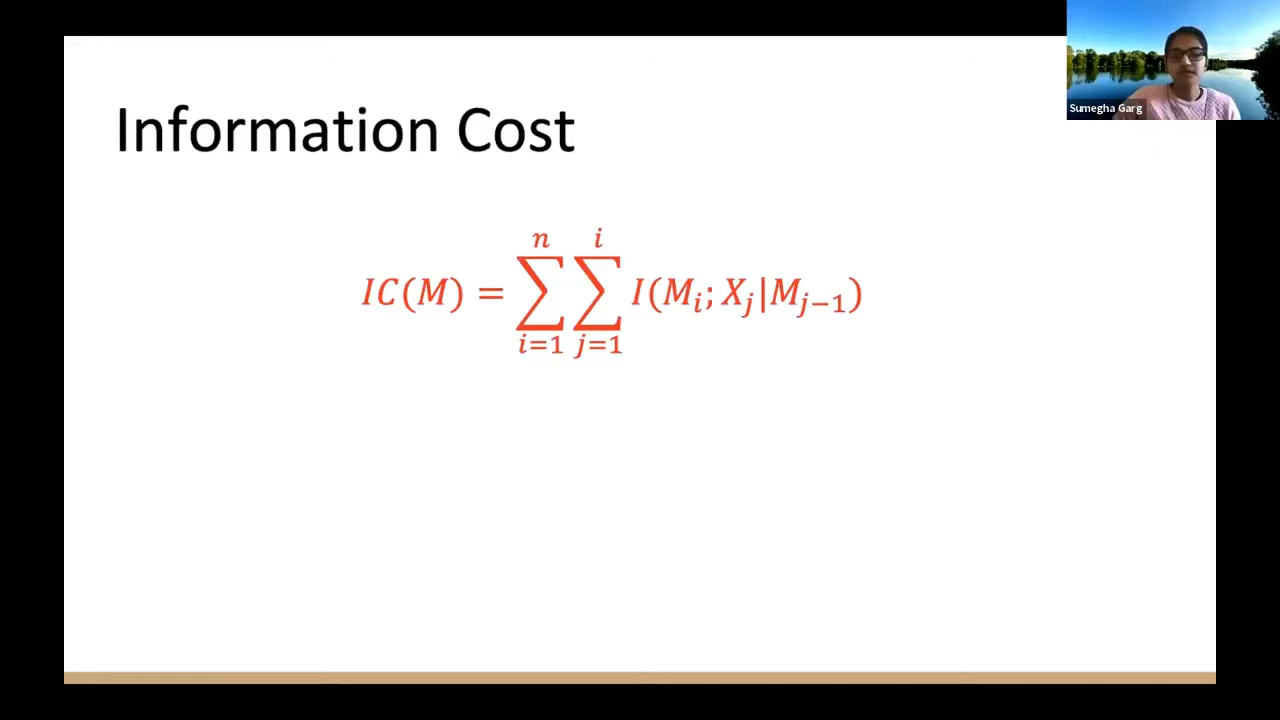 Sumegha Garg
Information Cost
𝐼𝐶(𝑀) = ∑_{i=1}^{n} ∑_{j=1}^{i} 𝐼(𝑀_i; 𝑋_j|𝑀_{j−1})